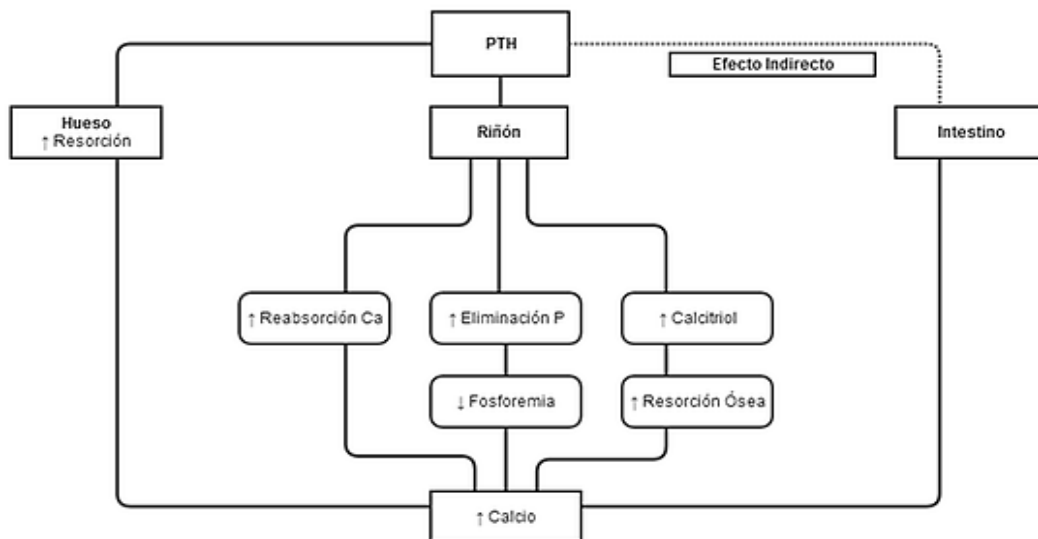 PTH
Efecto Indirecto
Hueso
↑ Resorción
Riñón
Intestino
↑ Reabsorción Ca
↑ Eliminación P
↑ Calcitriol
↓ Fosforemia
↑ Resorción Ósea
↑ Calcio